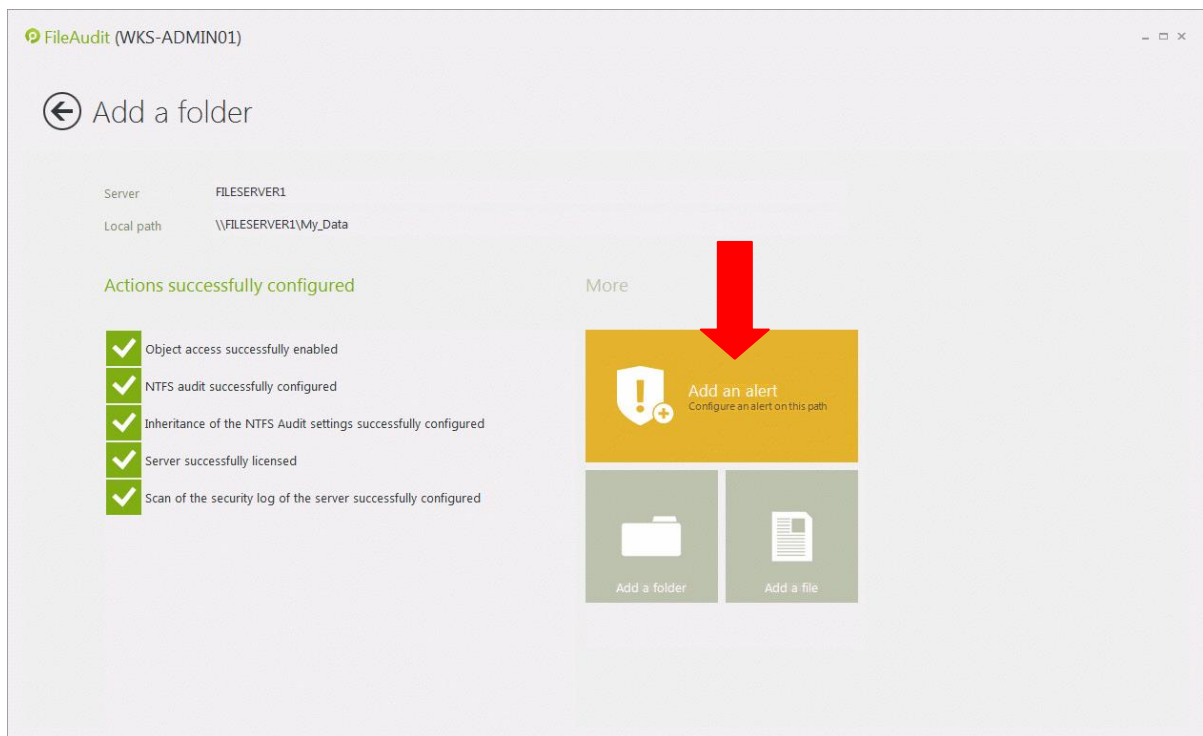 FileAudit (WKS-ADMIN01)
Add a folder
Server FILESERVER1
Local path \\FILESERVER1\My_Data
Actions successfully configured
Object access successfully enabled
NTFS audit successfully configured
Inheritance of the NTFS Audit settings successfully configured
Server successfully licensed
Scan of the security log of the server successfully configured
More
Add an alert
Configure an alert on this path
Add a folder
Add a file